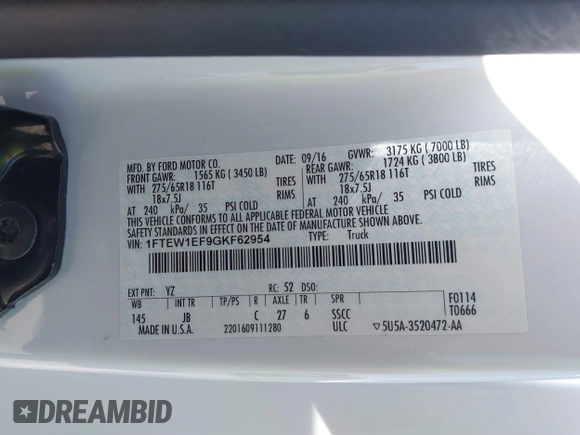 MFD. BY FORD MOTOR CO. DATE: 09/16 GVWR: 3175 KG ( 7000 LB)
FRONT GAWR: 1565 KG ( 3450 LB) REAR GAWR: 1724 KG ( 3800 LB)
WITH 275/65R18 116T TIRES WITH 275/65R18 116T TIRES
18x7.5J RIMS 18x7.5J RIMS
AT 240 kPa/ 35 PSI COLD AT 240 kPa/ 35 PSI COLD
THIS VEHICLE CONFORMS TO ALL APPLICABLE FEDERAL MOTOR VEHICLE
SAFETY STANDARDS IN EFFECT ON THE DATE OF MANUFACTURE SHOWN ABOVE.
VIN: 1FTEW1EF9GKF62954 TYPE: Truck
EXT PNT: YZ RC: 52 DSO: F0114
WB INT TR TP/PS R AXLE TR SPR T0666
145 JB C 27 6 SSCC
MADE IN U.S.A. 2201609111280 ULC ▽5U5A-3520472-AA
DREAMBID